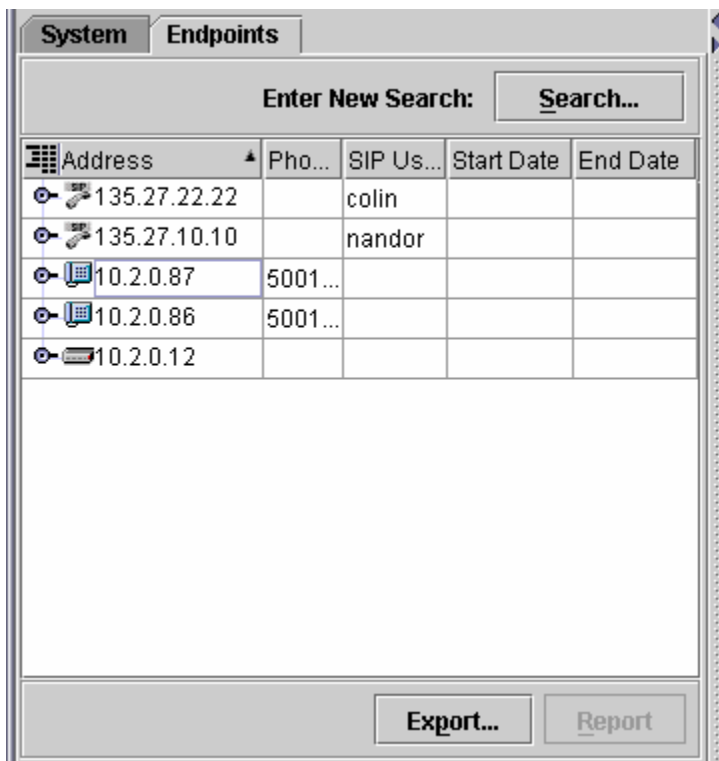 System Endpoints
Enter New Search: Search...
Address Pho... SIP Us... Start Date End Date
SIP 135.27.22.22 colin
SIP 135.27.10.10 nandor
10.2.0.87 5001...
10.2.0.86 5001...
10.2.0.12
Export... Report